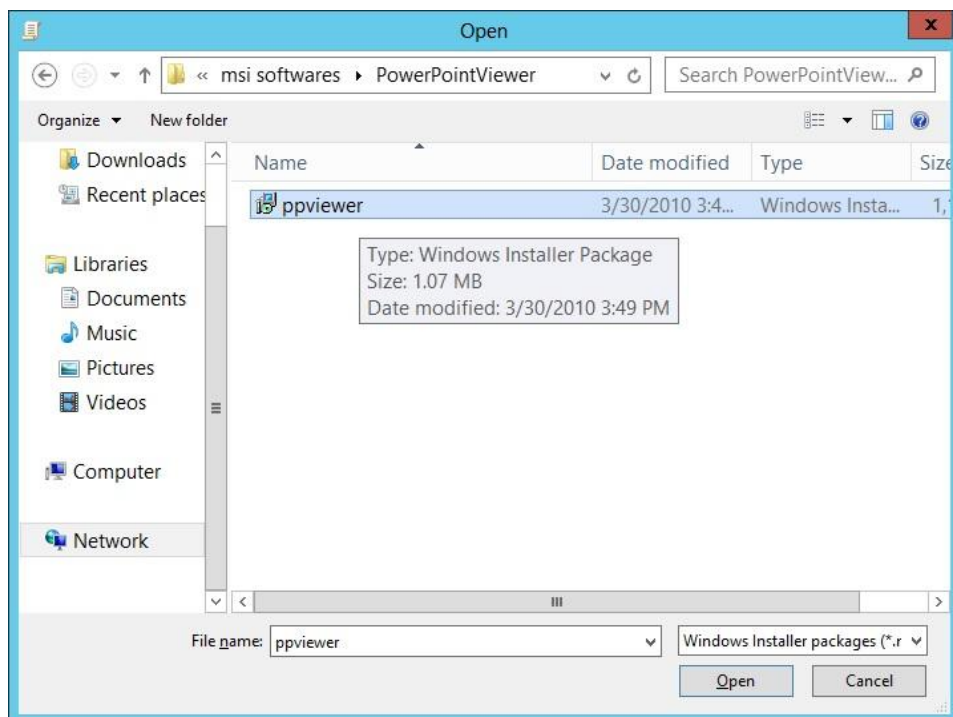 Open
x
« msi softwares ▸ PowerPointViewer
Search PowerPointView...
Organize
New folder
Downloads
Recent places
Libraries
Documents
Music
Pictures
Videos
Computer
Network
Name
Date modified
Type
Size
ppviewer
3/30/2010 3:4...
Windows Insta...
1,
Type: Windows Installer Package
Size: 1.07 MB
Date modified: 3/30/2010 3:49 PM
File name: ppviewer
Windows Installer packages (*.r
Open
Cancel